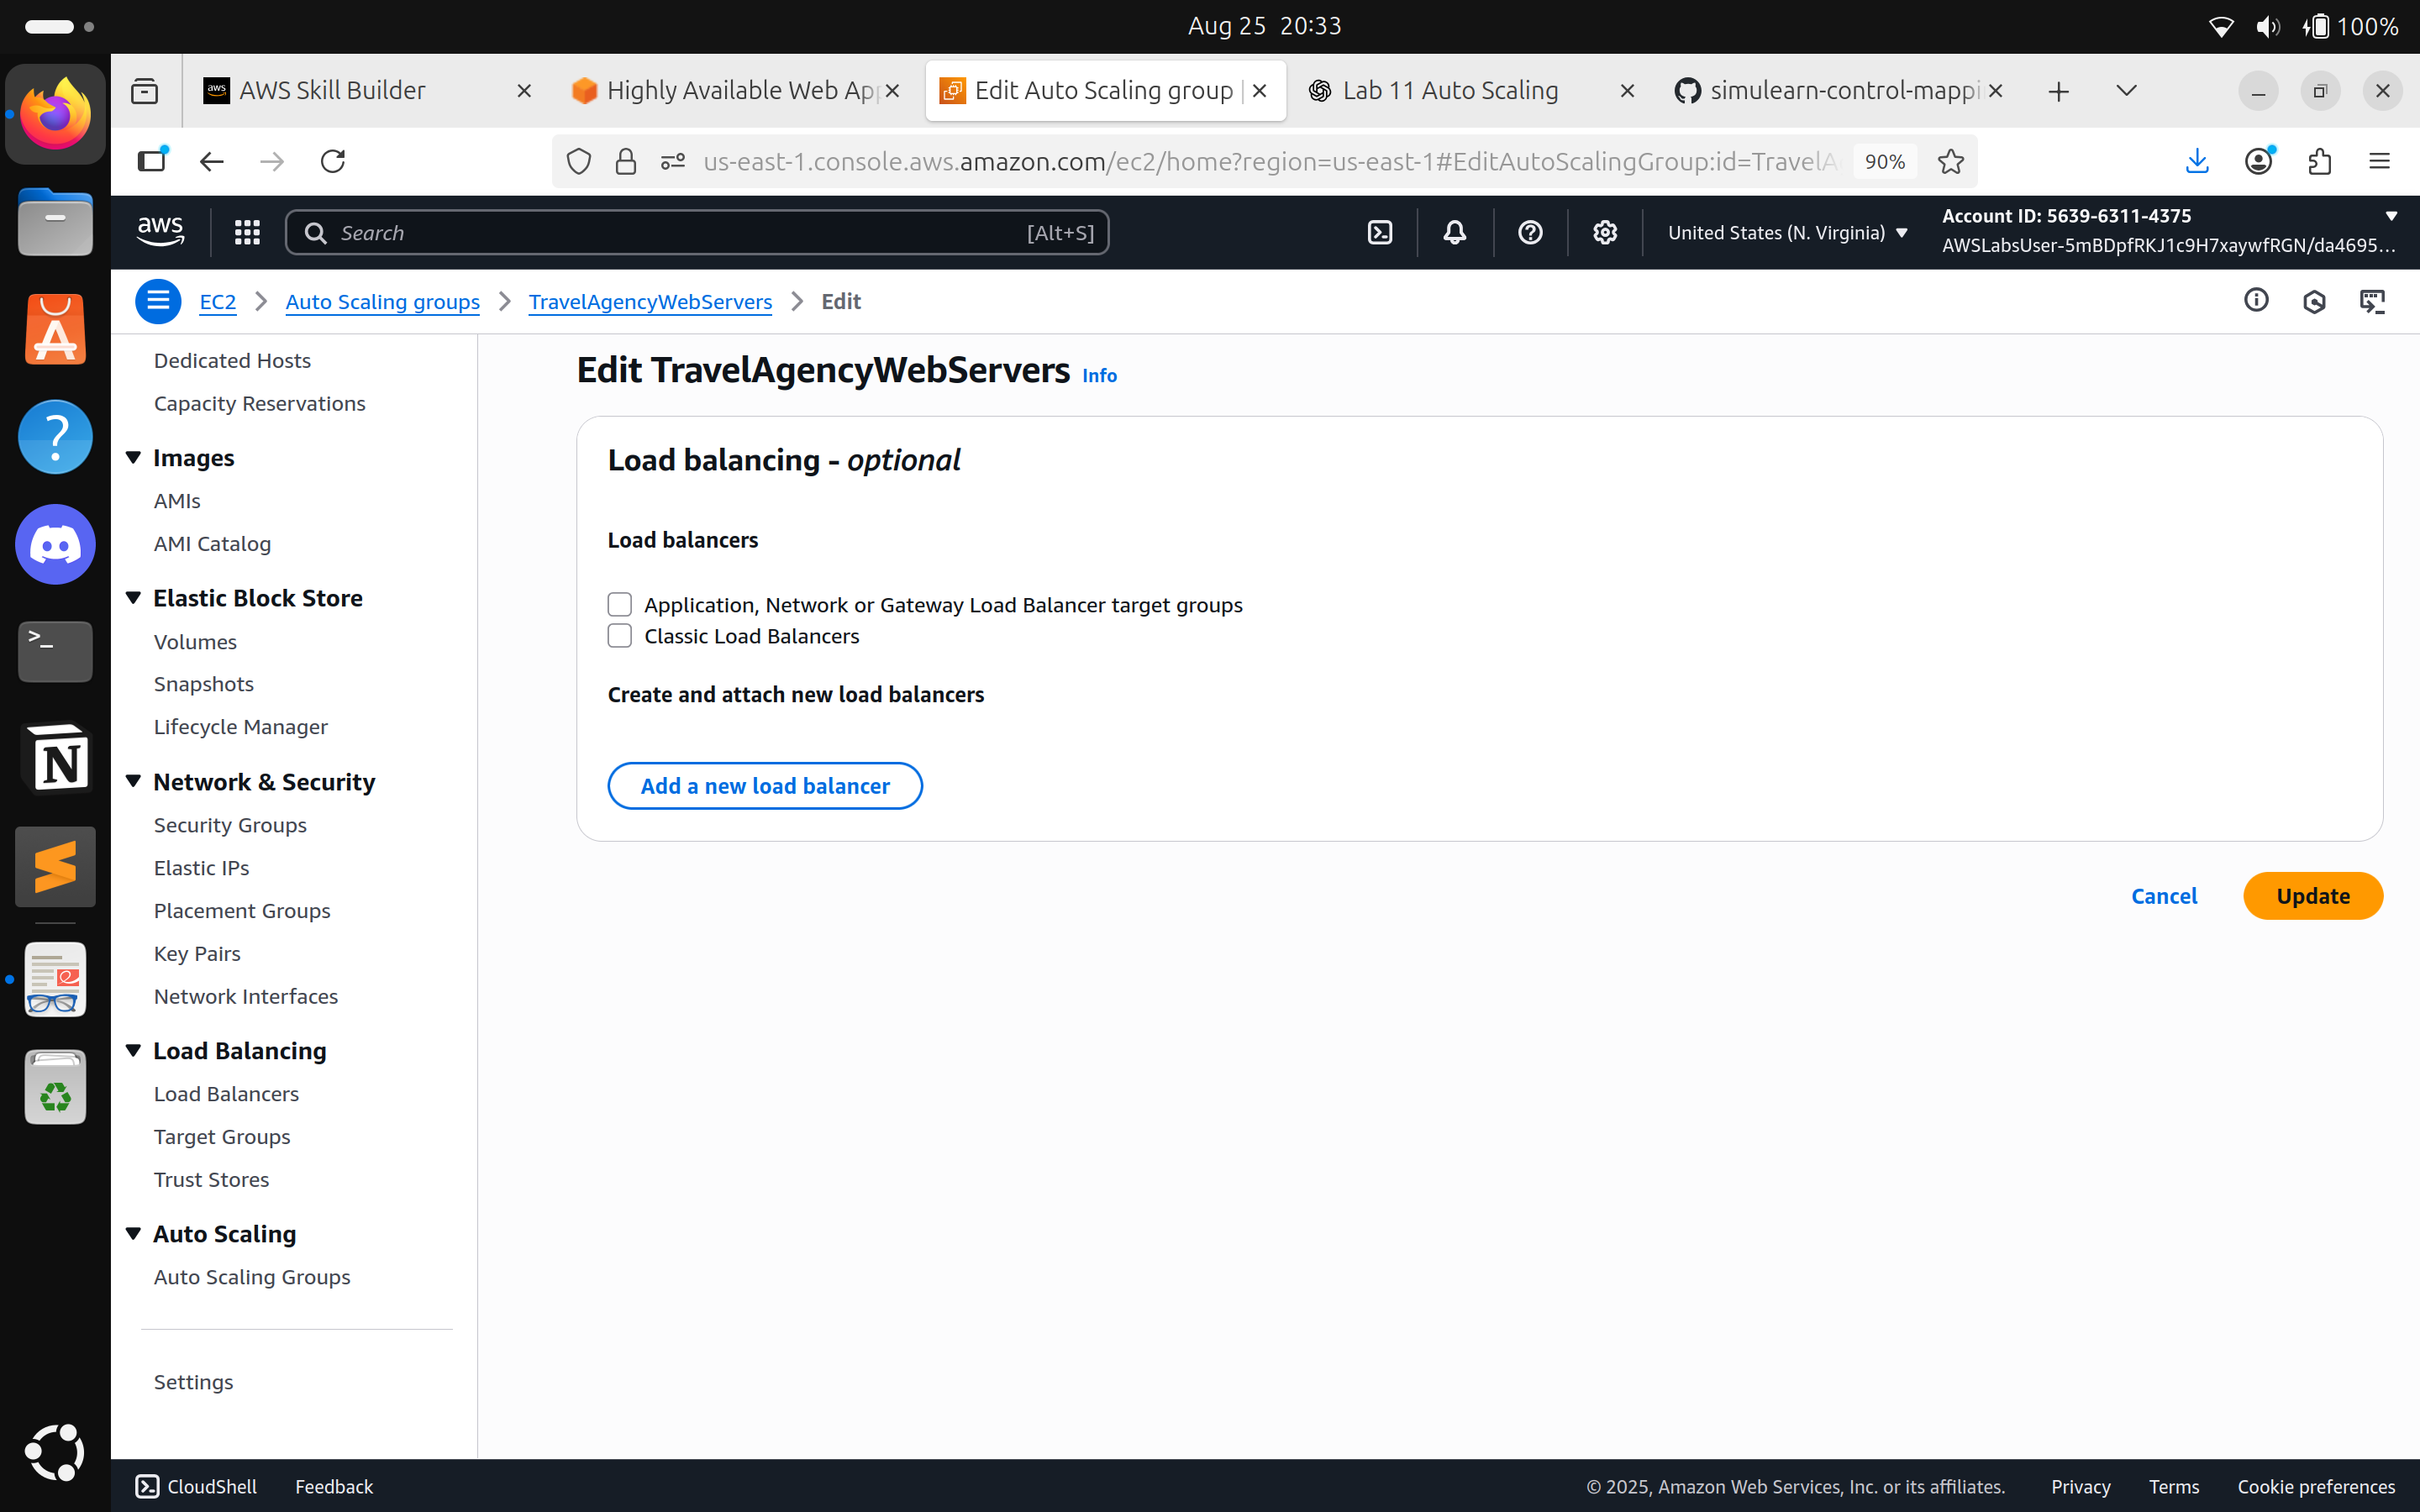 Aug 25 20:33
100%
AWS Skill Builder
Highly Available Web App
Edit Auto Scaling group
Lab 11 Auto Scaling
simulearn-control-mappi
us-east-1.console.aws.amazon.com/ec2/home?region=us-east-1#EditAutoScalingGroup:id=TravelA
90%
aws
Search
[Alt+S]
United States (N. Virginia)
Account ID: 5639-6311-4375
AWSLabsUser-5mBDpfRKJ1c9H7xaywfRGN/da4695...
EC2
Auto Scaling groups
TravelAgencyWebServers
Edit
Dedicated Hosts
Capacity Reservations
Images
AMIs
AMI Catalog
Elastic Block Store
Volumes
Snapshots
Lifecycle Manager
Network & Security
Security Groups
Elastic IPs
Placement Groups
Key Pairs
Network Interfaces
Load Balancing
Load Balancers
Target Groups
Trust Stores
Auto Scaling
Auto Scaling Groups
Settings
Edit TravelAgencyWebServers Info
Load balancing - optional
Load balancers
Application, Network or Gateway Load Balancer target groups
Classic Load Balancers
Create and attach new load balancers
Add a new load balancer
Cancel
Update
CloudShell
Feedback
© 2025, Amazon Web Services, Inc. or its affiliates.
Privacy
Terms
Cookie preferences